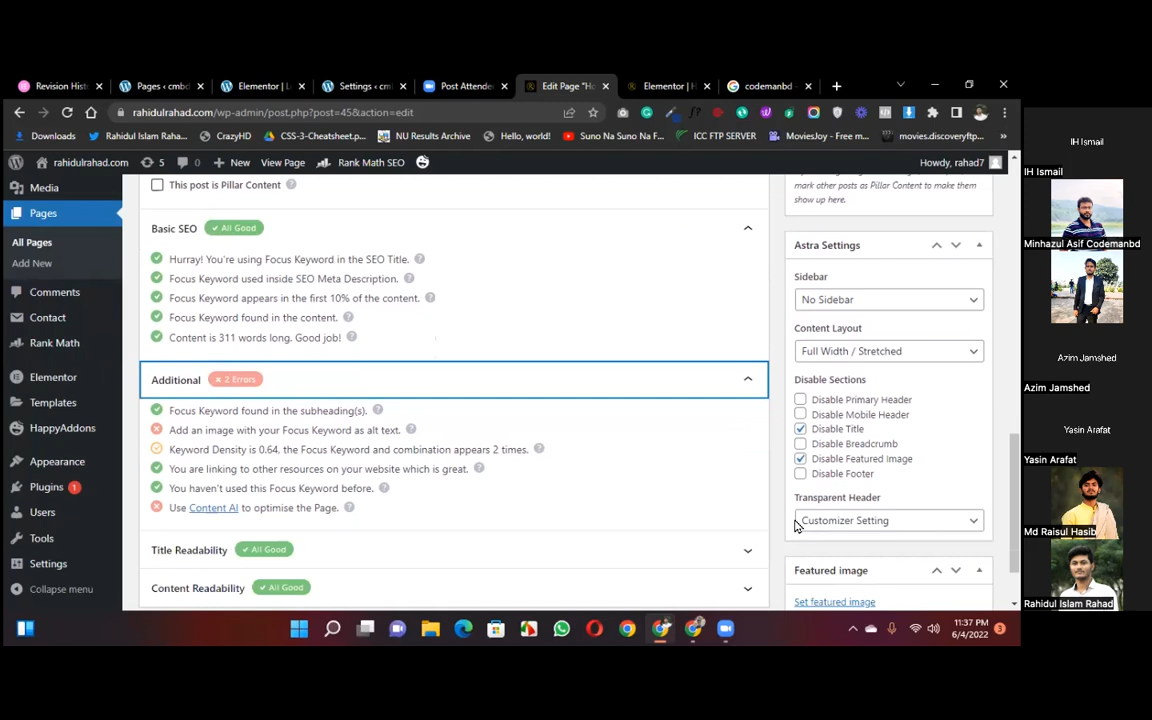 Revision Hist
Pages ‹ cmbd
Elementor | L
Settings ‹ cm
Post Attende
Edit Page "Ho
Elementor | H
codemanbd -
rahidulrahad.com/wp-admin/post.php?post=45&action=edit
Downloads
Rahidul Islam Raha...
CrazyHD
CSS-3-Cheatsheet.p...
NU Results Archive
Hello, world!
Suno Na Suno Na F...
ICC FTP SERVER
MoviesJoy - Free m...
movies.discoveryftp...
rahidulrahad.com
5
0
New
View Page
Rank Math SEO
Howdy, rahad7
Media
Pages
All Pages
Add New
Comments
Contact
Rank Math
Elementor
Templates
HappyAddons
Appearance
Plugins 1
Users
Tools
Settings
Collapse menu
This post is Pillar Content
Basic SEO All Good
Hurray! You're using Focus Keyword in the SEO Title.
Focus Keyword used inside SEO Meta Description.
Focus Keyword appears in the first 10% of the content.
Focus Keyword found in the content.
Content is 311 words long. Good job!
Additional × 2 Errors
Focus Keyword found in the subheading(s).
Add an image with your Focus Keyword as alt text.
Keyword Density is 0.64, the Focus Keyword and combination appears 2 times.
You are linking to other resources on your website which is great.
You haven't used this Focus Keyword before.
Use Content AI to optimise the Page.
Title Readability All Good
Content Readability All Good
mark other posts as Pillar Content to make them
show up here.
Astra Settings
Sidebar
No Sidebar
Content Layout
Full Width / Stretched
Disable Sections
Disable Primary Header
Disable Mobile Header
Disable Title
Disable Breadcrumb
Disable Featured Image
Disable Footer
Transparent Header
Customizer Setting
Featured image
Set featured image
11:37 PM
6/4/2022
3
IH Ismail
IH Ismail
Minhazul Asif Codemanbd
Azim Jamshed
Azim Jamshed
Yasin Arafat
Yasin Arafat
Md Raisul Hasib
Rahidul Islam Rahad